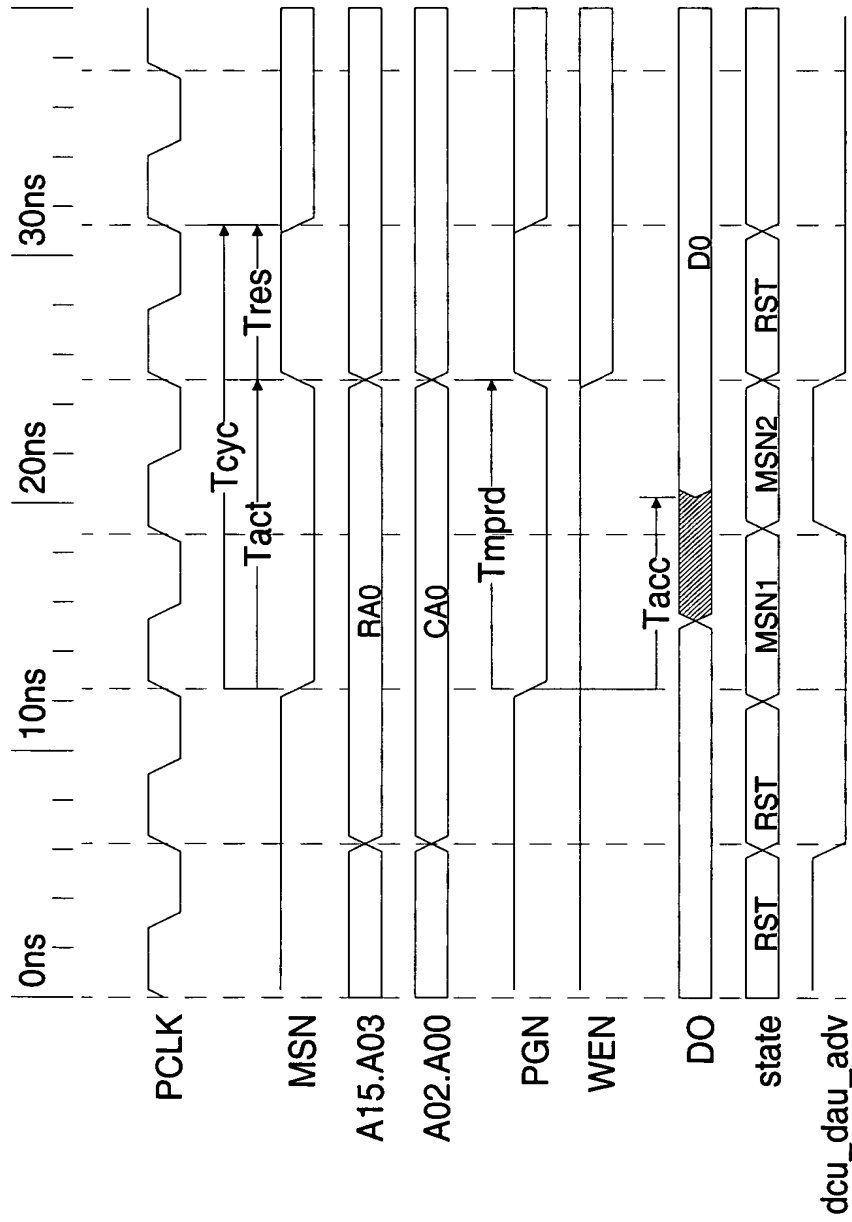 0ns 10ns 20ns 30ns
PCLK
Tcyc
Tact Tres
MSN
A15.A03 RA0
A02.A00 CA0
Tmprd
PGN
WEN
Tacc
DO D0
state RST RST MSN1 MSN2 RST
dcu_dau_adv